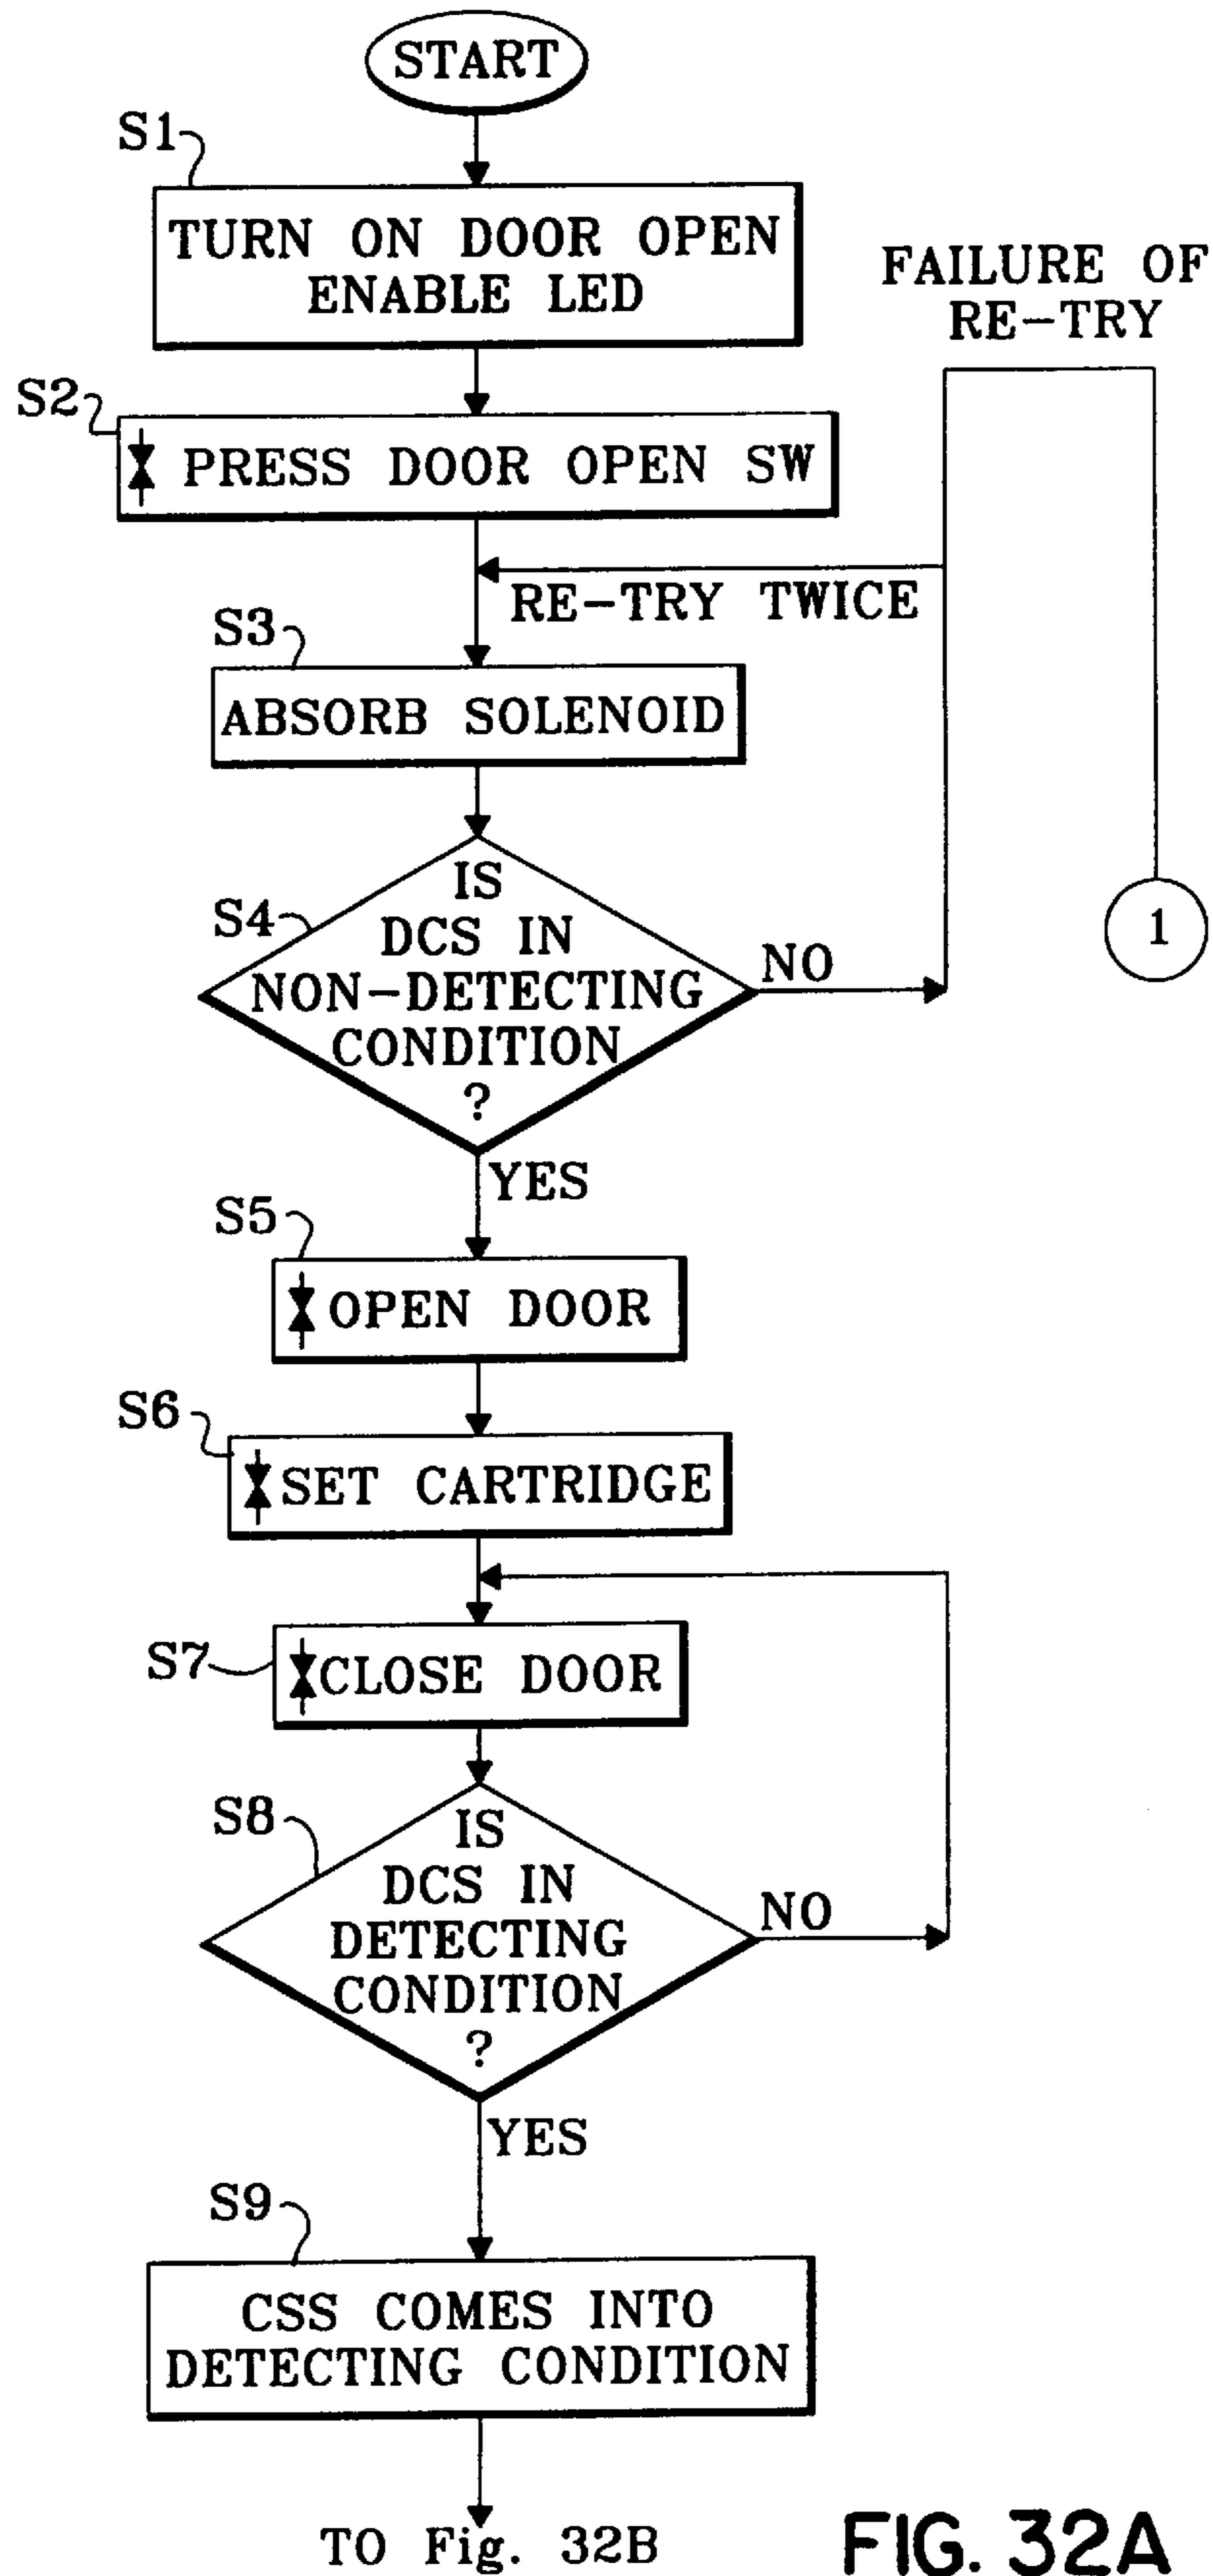 START
S1
TURN ON DOOR OPEN
ENABLE LED
FAILURE OF
RE-TRY
S2
PRESS DOOR OPEN SW
RE-TRY TWICE
S3
ABSORB SOLENOID
S4
IS
DCS IN
NON-DETECTING
CONDITION
?
NO
1
YES
S5
OPEN DOOR
S6
SET CARTRIDGE
S7
CLOSE DOOR
S8
IS
DCS IN
DETECTING
CONDITION
?
NO
YES
S9
CSS COMES INTO
DETECTING CONDITION
TO Fig. 32B
FIG. 32A